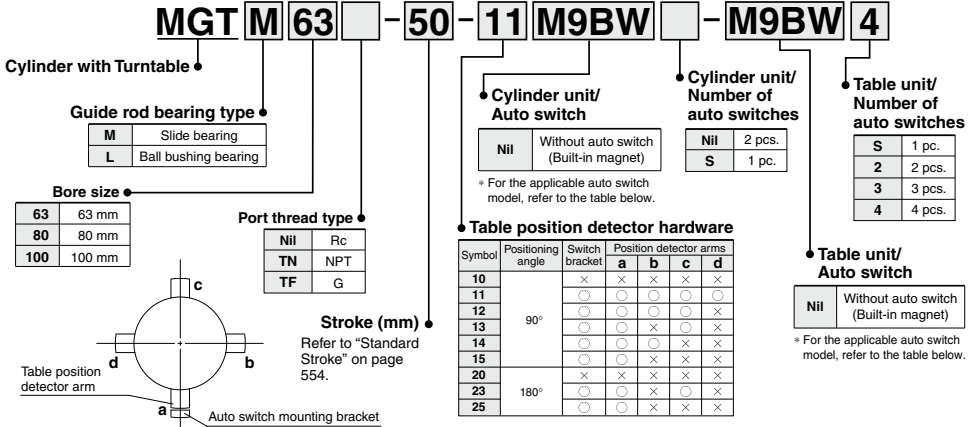 MGT M 63 - 50 - 11 M9BW - M9BW 4
Cylinder with Turntable
Guide rod bearing type
M Slide bearing
L Ball bushing bearing
Bore size
63 63 mm
80 80 mm
100 100 mm
Port thread type
Nil Rc
TN NPT
TF G
Stroke (mm)
Refer to "Standard
Stroke" on page
554.
c
d
b
a
Table position
detector arm
Auto switch mounting bracket
Cylinder unit/
Auto switch
Nil Without auto switch
(Built-in magnet)
* For the applicable auto switch
model, refer to the table below.
Cylinder unit/
Number of
auto switches
Nil 2 pcs.
S 1 pc.
Table unit/
Number of
auto switches
S 1 pc.
2 2 pcs.
3 3 pcs.
4 4 pcs.
Table position detector hardware
Symbol Positioning angle Switch bracket Position detector arms
a b c d
10 90° × × × × ×
11 ○ ○ ○ ○ ○
12 ○ ○ ○ ○ ×
13 ○ ○ × ○ ×
14 ○ ○ ○ × ×
15 ○ ○ × × ×
20 180° × × × × ×
23 ○ ○ × ○ ×
25 ○ ○ × × ×
Table unit/
Auto switch
Nil Without auto switch
(Built-in magnet)
* For the applicable auto switch
model, refer to the table below.